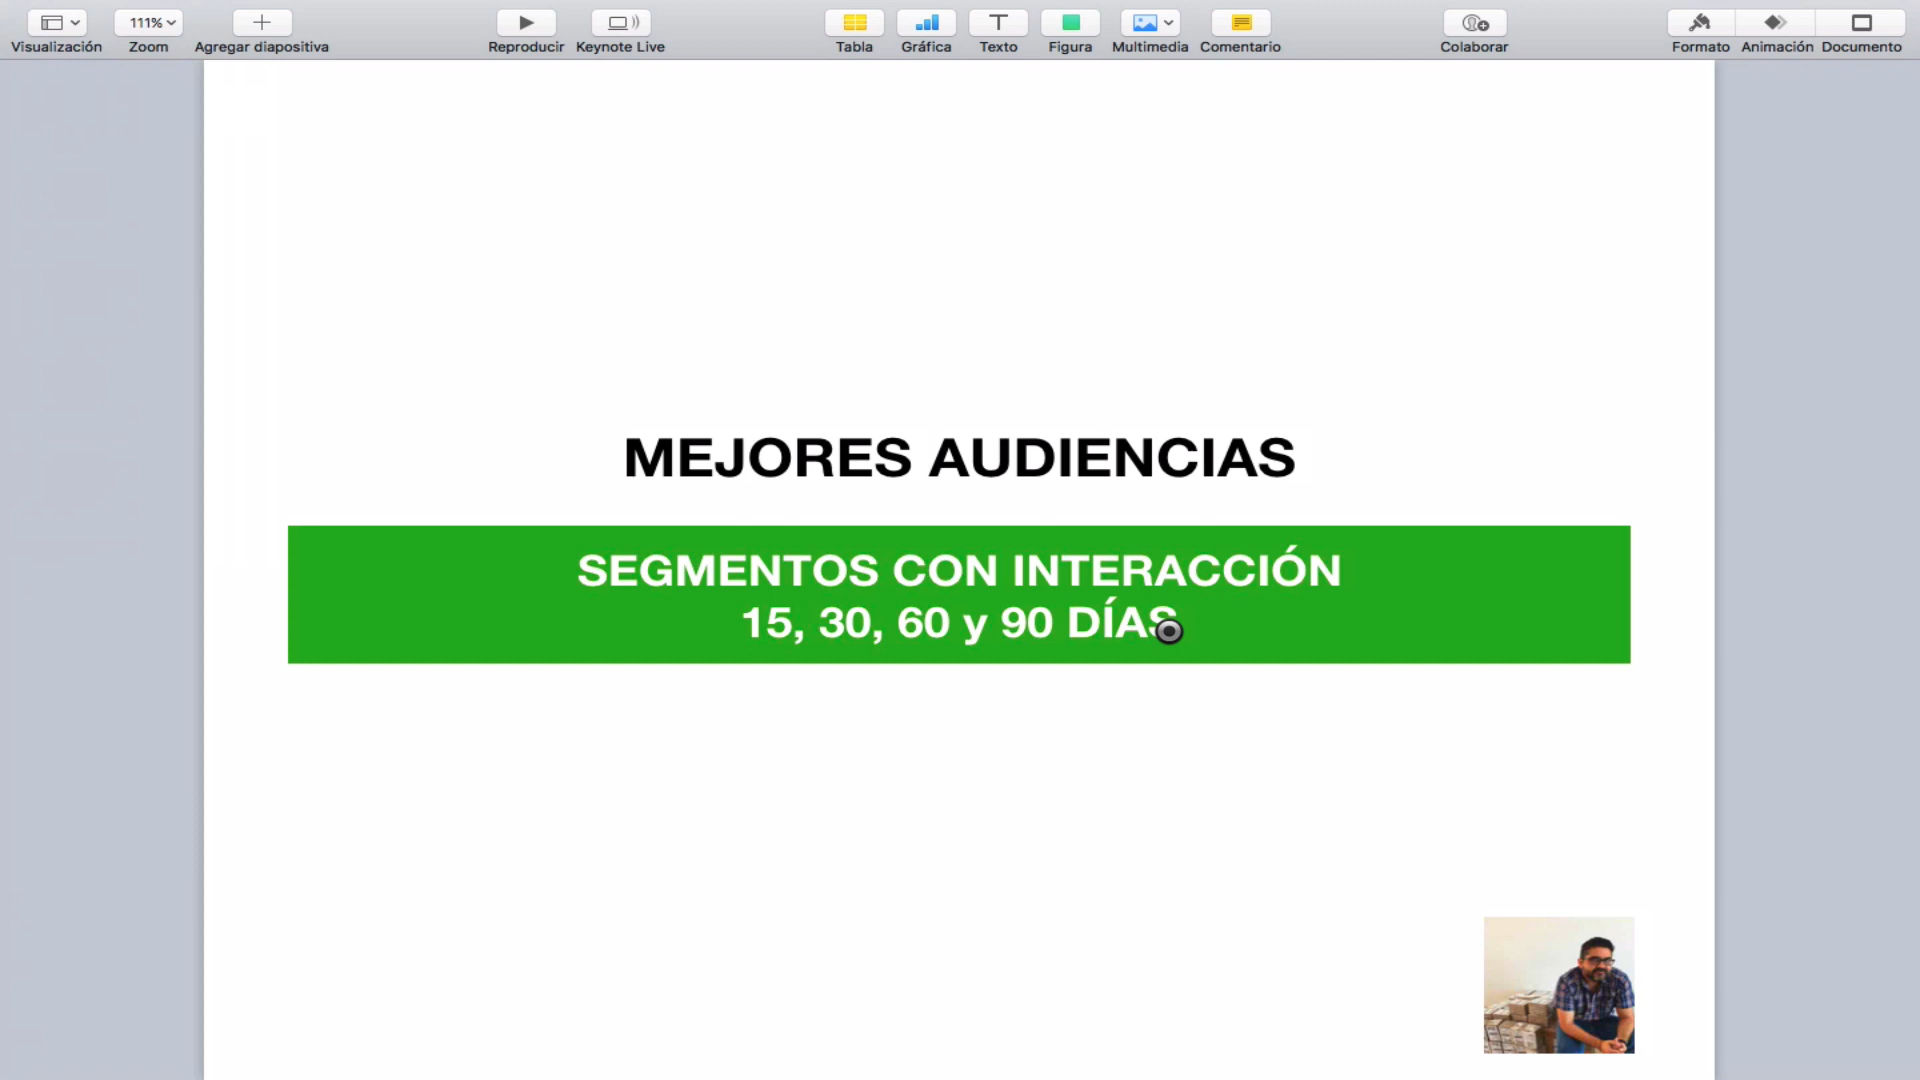 111%
Visualización Zoom Agregar diapositiva Reproducir Keynote Live Tabla Gráfica Texto Figura Multimedia Comentario Colaborar Formato Animación Documento
MEJORES AUDIENCIAS
SEGMENTOS CON INTERACCIÓN
15, 30, 60 y 90 DÍAS